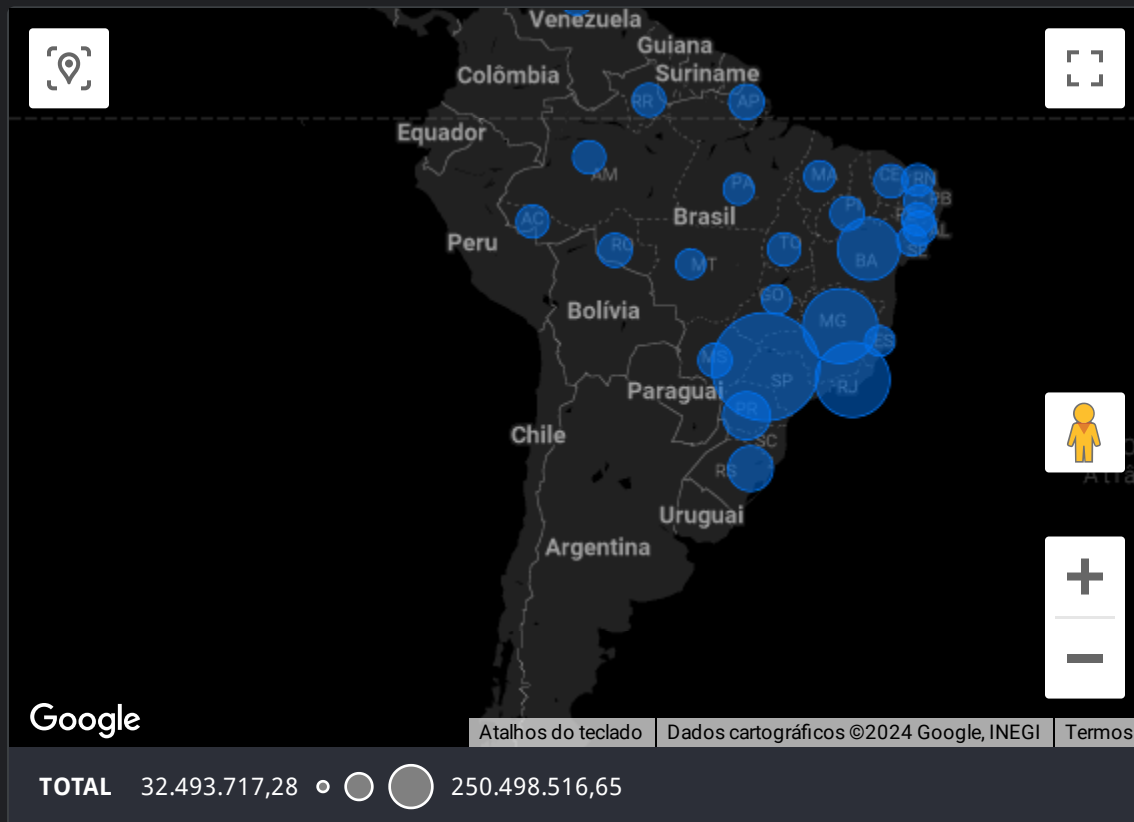 Venezuela
Guiana
Suriname
Colômbia
RR
AP
Equador
AM
PA
MA
CE
RN
PB
PI
Brasil
AC
AL
Peru
RO
TO
SE
MT
BA
GO
Bolívia
MG
ES
MS
SP
RJ
Paraguai
PR
Chile
SC
RS
Uruguai
Argentina
Google
Atalhos do teclado
Dados cartográficos ©2024 Google, INEGI
Termos
TOTAL 32.493.717,28 250.498.516,65